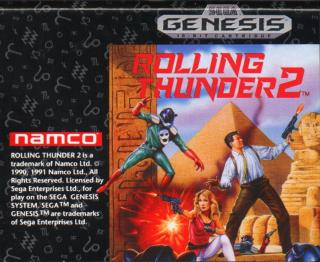 SEGA
GENESIS
16-BIT CARTRIDGE
ROLLING
THUNDER 2™
namco
ROLLING THUNDER 2 is a
trademark of Namco Ltd. ©
1990, 1991 Namco Ltd., All
Rights Reserved. Licensed by
Sega Enterprises Ltd., for
play on the SEGA GENESIS
SYSTEM. SEGA™ and
GENESIS™ are trademarks
of Sega Enterprises Ltd.